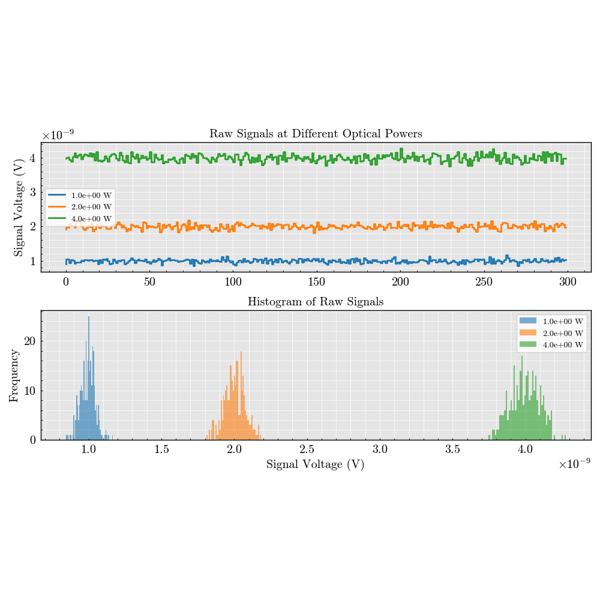 Raw Signals at Different Optical Powers
×10⁻⁹
Signal Voltage (V)
4
3
2
1
1.0e+00 W
2.0e+00 W
4.0e+00 W
0 50 100 150 200 250 300
Histogram of Raw Signals
Frequency
20
10
0
1.0e+00 W
2.0e+00 W
4.0e+00 W
1.0 1.5 2.0 2.5 3.0 3.5 4.0
Signal Voltage (V)
×10⁻⁹